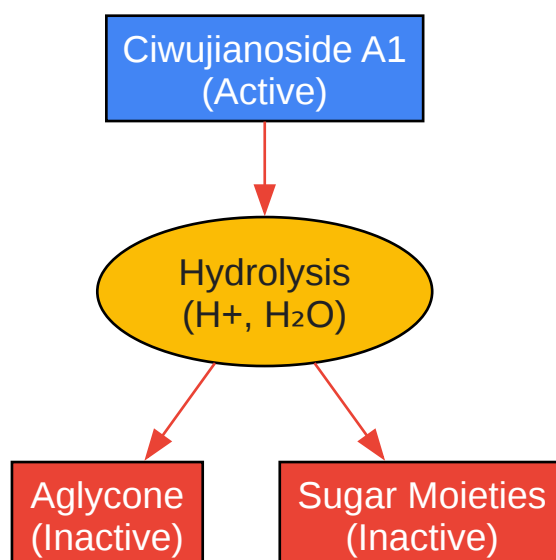 Ciwujianoside A1
(Active)
Hydrolysis
(H+, H₂O)
Aglycone
(Inactive)
Sugar Moieties
(Inactive)